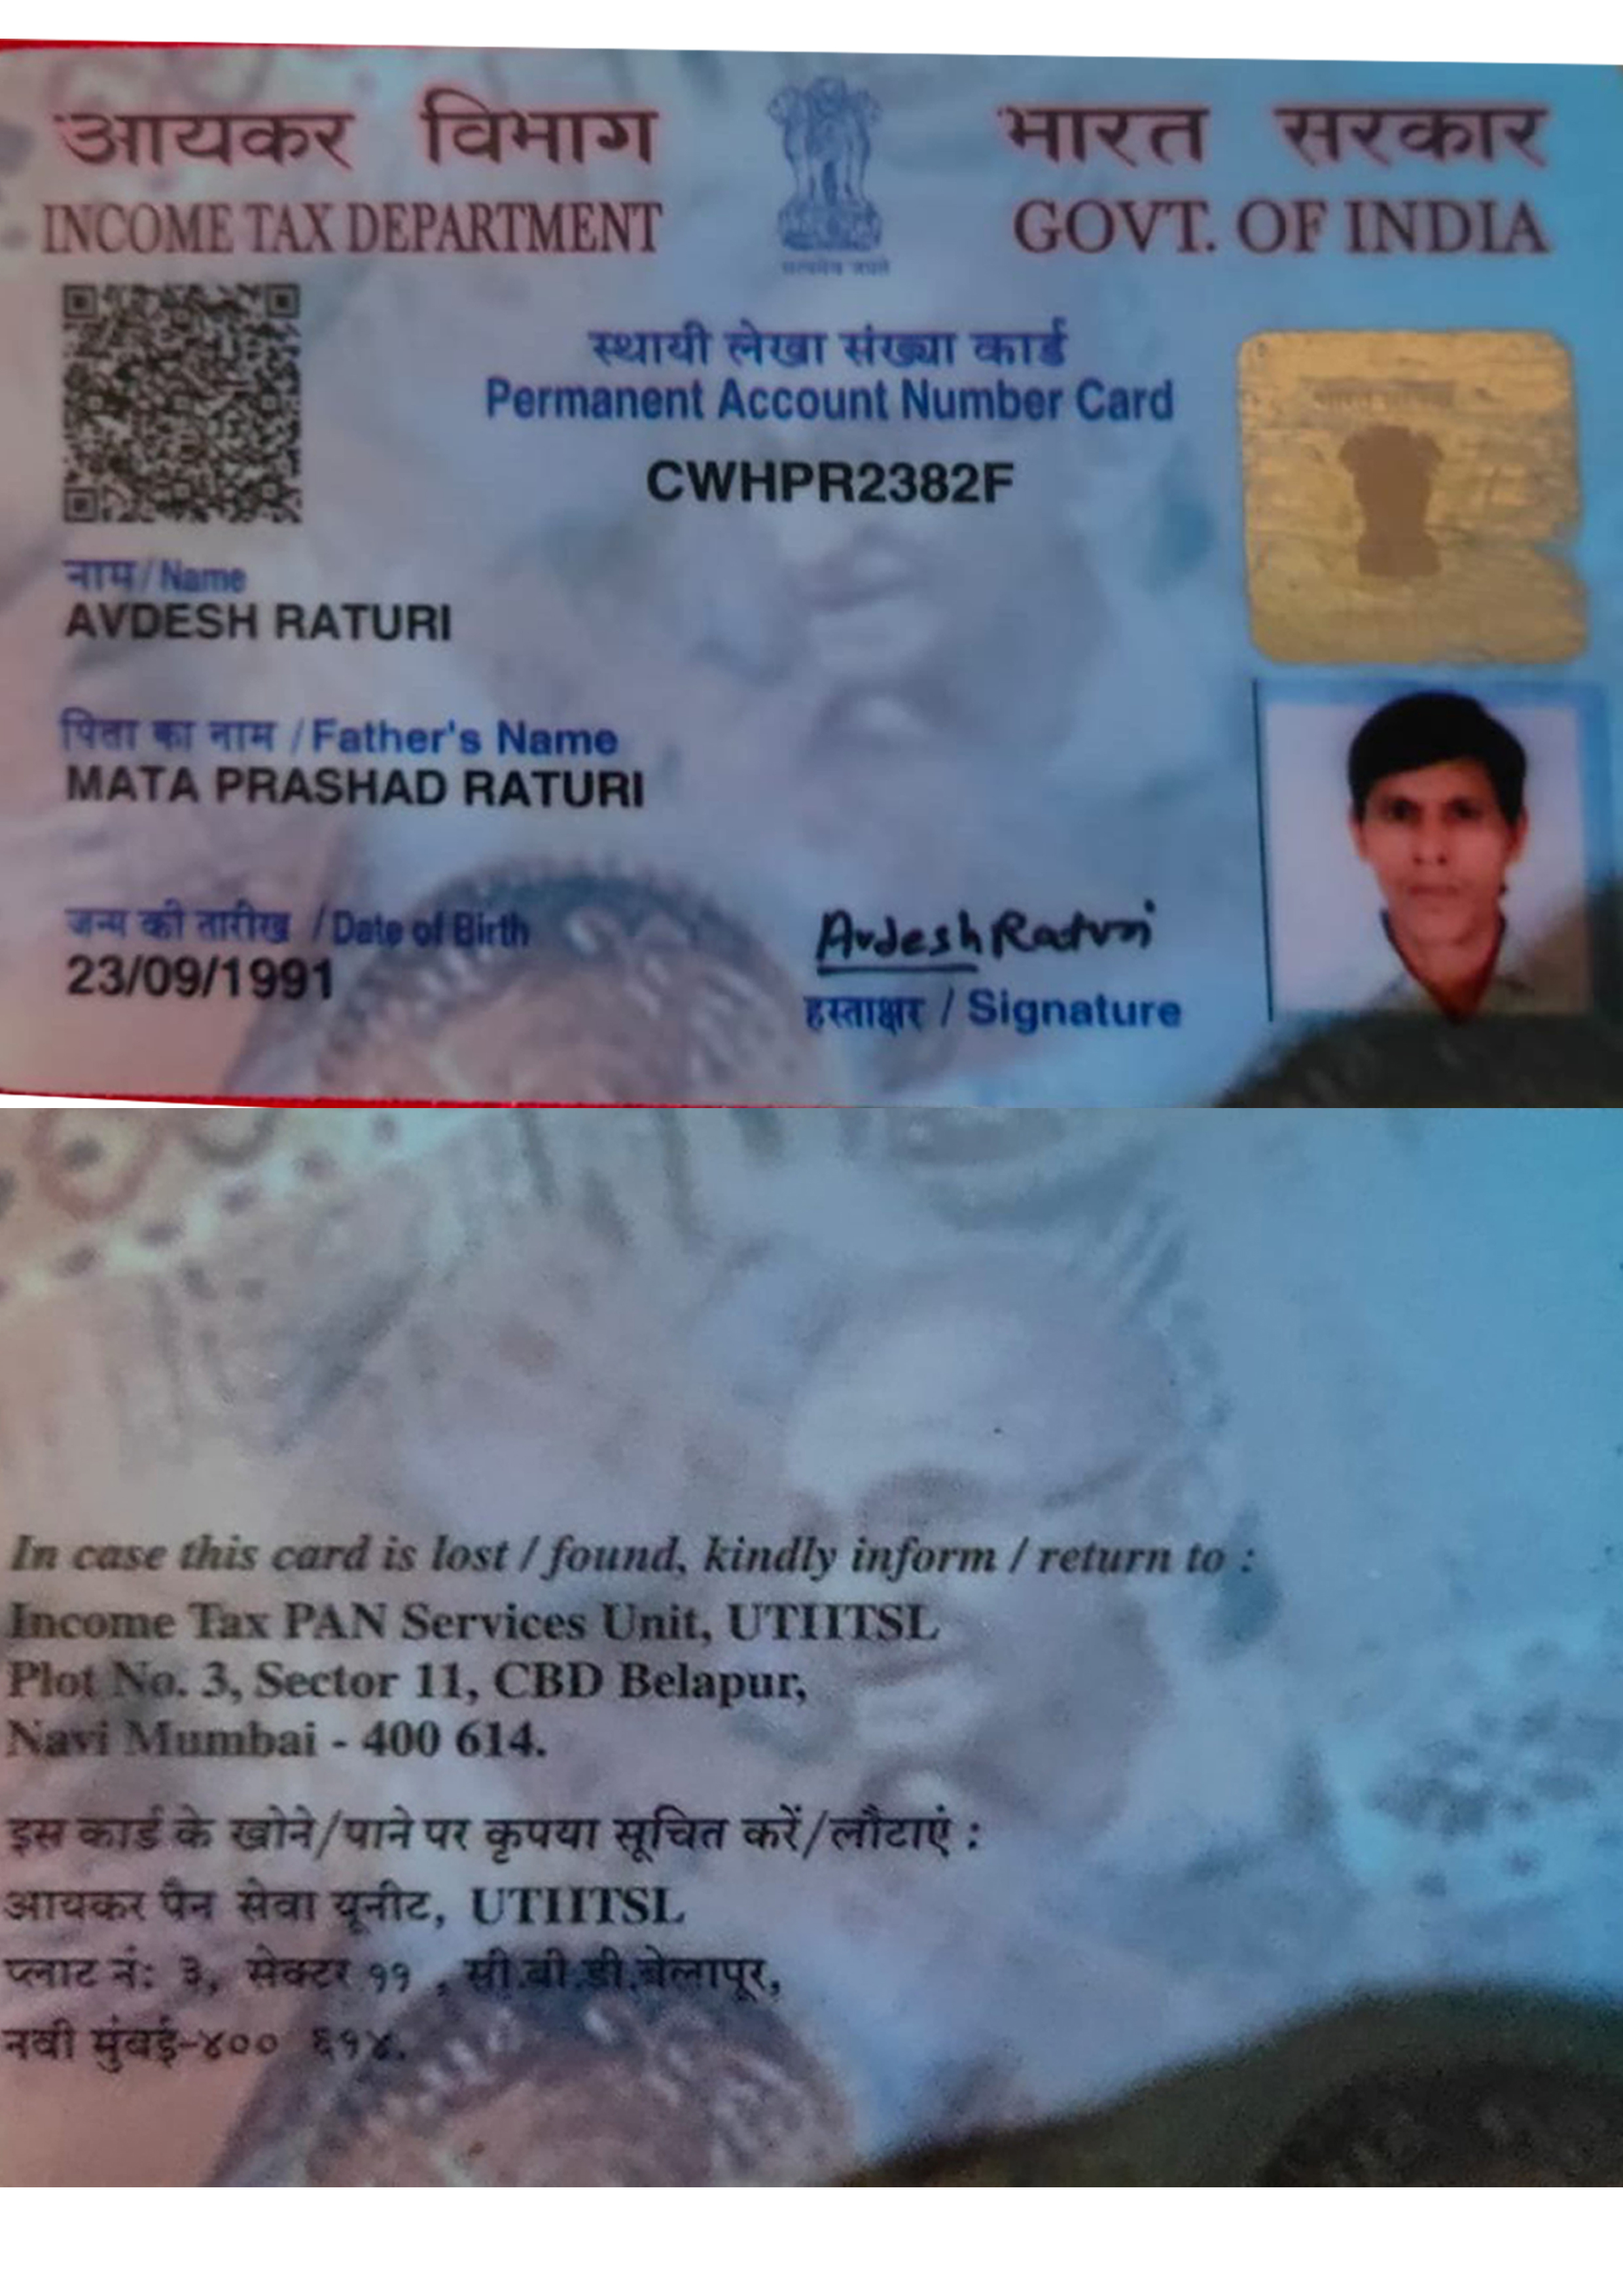 आयकर विभाग
INCOME TAX DEPARTMENT
सत्यमेव जयते
भारत सरकार
GOVT. OF INDIA
स्थायी लेखा संख्या कार्ड
Permanent Account Number Card
CWHPR2382F
नाम / Name
AVDESH RATURI
पिता का नाम / Father's Name
MATA PRASHAD RATURI
जन्म की तारीख / Date of Birth
23/09/1991
Avdesh Raturi
हस्ताक्षर / Signature
In case this card is lost / found, kindly inform / return to :
Income Tax PAN Services Unit, UTIITSL
Plot No. 3, Sector 11, CBD Belapur,
Navi Mumbai - 400 614.
इस कार्ड के खोने/पाने पर कृपया सूचित करें/लौटाएं :
आयकर पैन सेवा यूनीट, UTIITSL
प्लाट नं: ३, सेक्टर ११ , सी.बी.डी.बेलापूर,
नवी मुंबई-४०० ६१४.